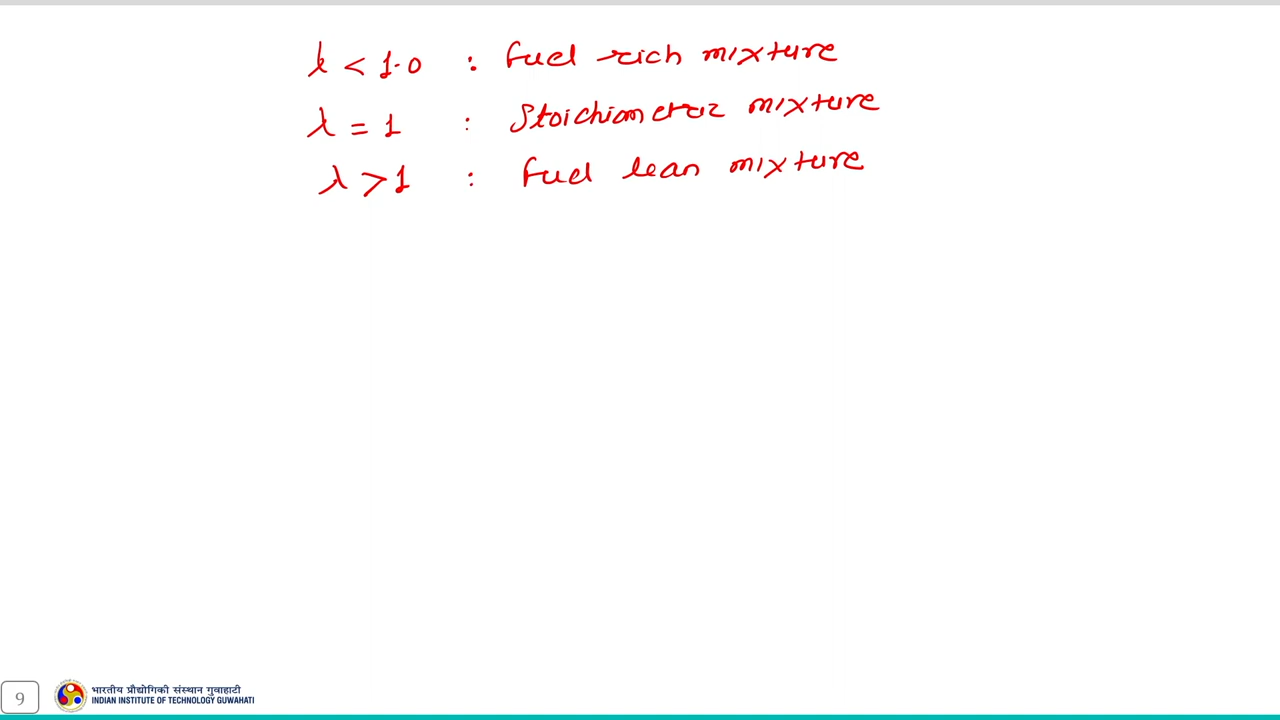 λ < 1.0 : Fuel rich mixture
λ = 1 : Stoichiometric mixture
λ > 1 : Fuel lean mixture
9
भारतीय प्रौद्योगिकी संस्थान गुवाहाटी
INDIAN INSTITUTE OF TECHNOLOGY GUWAHATI